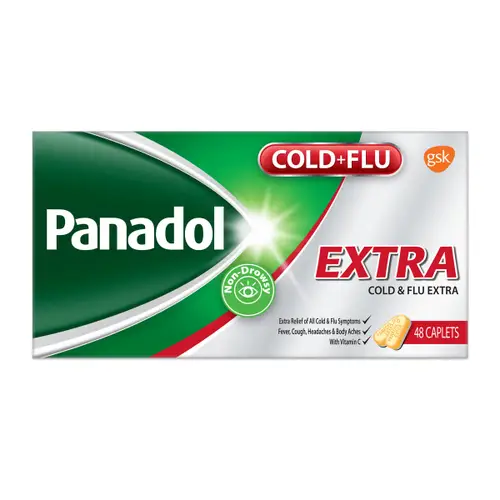 COLD+FLU
gsk
Panadol
Non-Drowsy
EXTRA
COLD & FLU EXTRA
Extra Relief of All Cold & Flu Symptoms
Fever, Cough, Headaches & Body Aches
With Vitamin C
48 CAPLETS